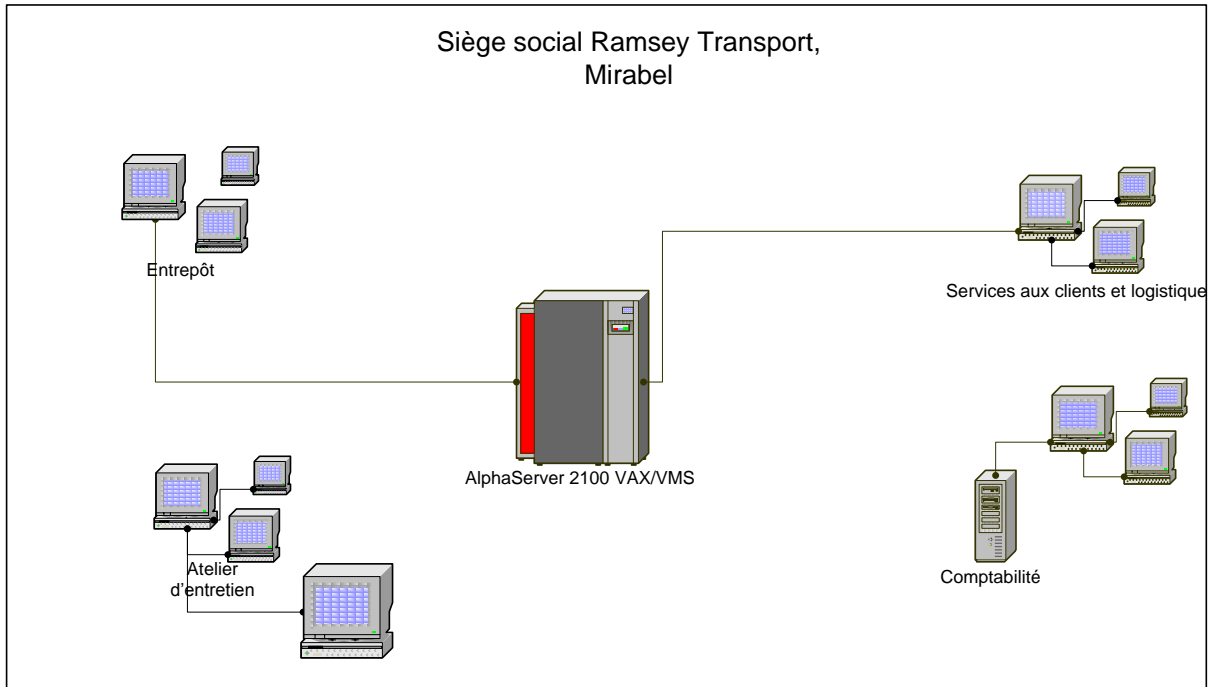 Siège social Ramsey Transport,
Mirabel
Entrepôt
Services aux clients et logistique
AlphaServer 2100 VAX/VMS
Atelier
d'entretien
Comptabilité